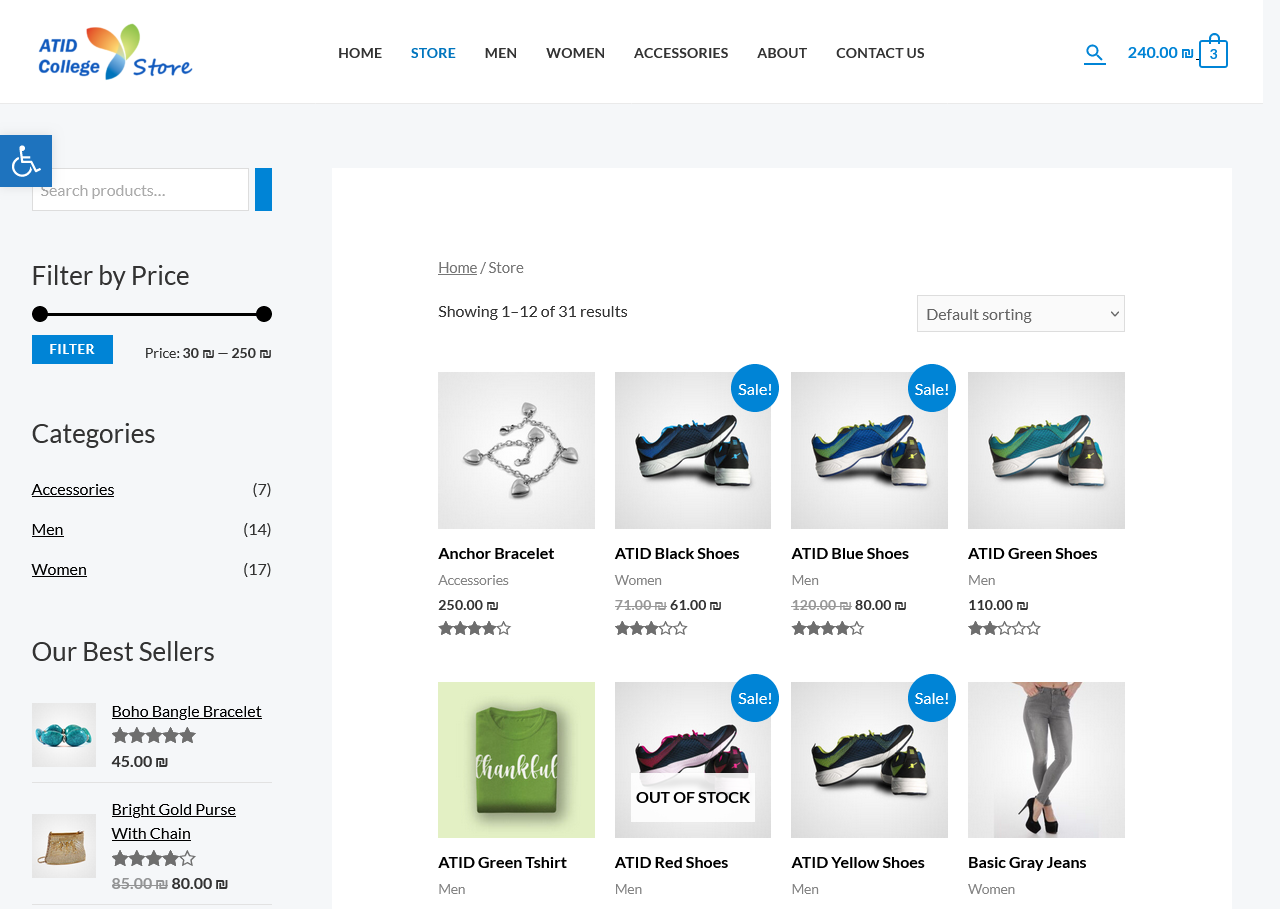 ATID
College Store
HOME STORE MEN WOMEN ACCESSORIES ABOUT CONTACT US
240.00 ₪ 3
Search products…
Filter by Price
FILTER
Price: 30 ₪ — 250 ₪
Categories
Accessories (7)
Men (14)
Women (17)
Our Best Sellers
Boho Bangle Bracelet
45.00 ₪
Bright Gold Purse
With Chain
85.00 ₪ 80.00 ₪
Home / Store
Showing 1–12 of 31 results
Default sorting
Anchor Bracelet
Accessories
250.00 ₪
Sale!
ATID Black Shoes
Women
71.00 ₪ 61.00 ₪
Sale!
ATID Blue Shoes
Men
120.00 ₪ 80.00 ₪
ATID Green Shoes
Men
110.00 ₪
thankful
ATID Green Tshirt
Men
Sale!
OUT OF STOCK
ATID Red Shoes
Men
Sale!
ATID Yellow Shoes
Men
Basic Gray Jeans
Women